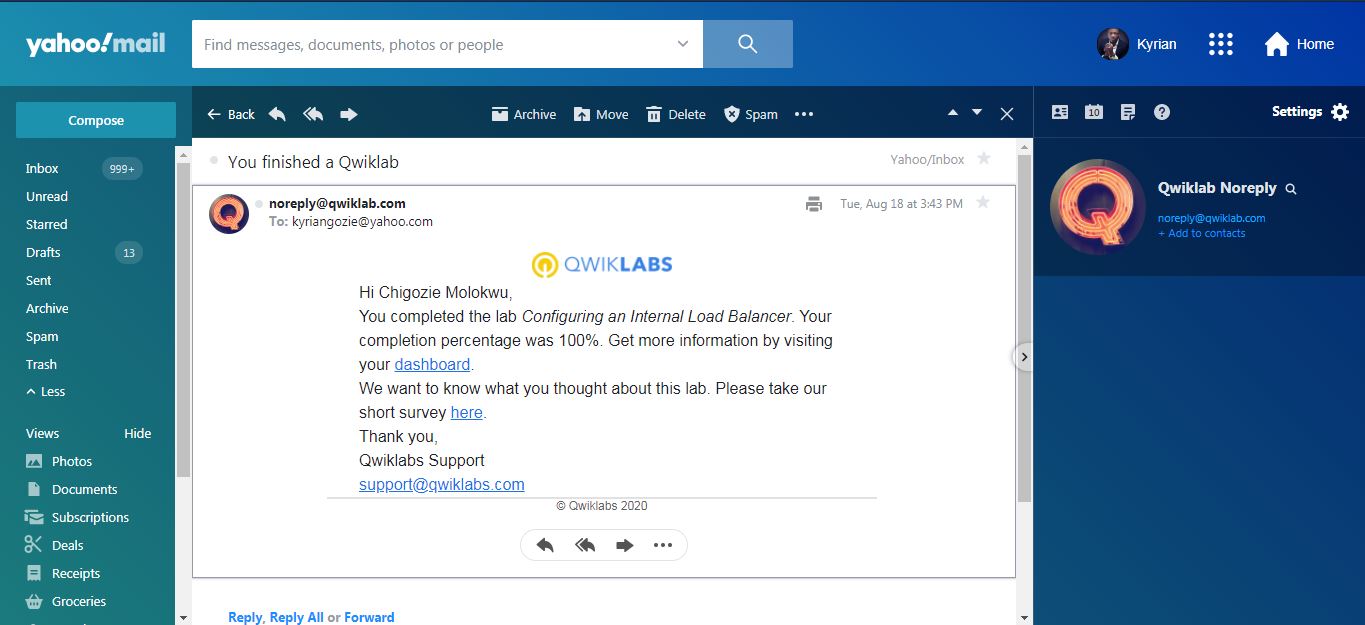 yahoo!mail
Find messages, documents, photos or people
Kyrian
Home
Compose
Inbox 999+
Unread
Starred
Drafts 13
Sent
Archive
Spam
Trash
Less
Views Hide
Photos
Documents
Subscriptions
Deals
Receipts
Groceries
Back
Archive Move Delete Spam
You finished a Qwiklab
Yahoo/Inbox
noreply@qwiklab.com
Tue, Aug 18 at 3:43 PM
To: kyriangozie@yahoo.com
QWIKLABS
Hi Chigozie Molokwu,
You completed the lab Configuring an Internal Load Balancer. Your
completion percentage was 100%. Get more information by visiting
your dashboard.
We want to know what you thought about this lab. Please take our
short survey here.
Thank you,
Qwiklabs Support
support@qwiklabs.com
© Qwiklabs 2020
Reply, Reply All or Forward
10
Settings
Qwiklab Noreply
noreply@qwiklab.com
+ Add to contacts